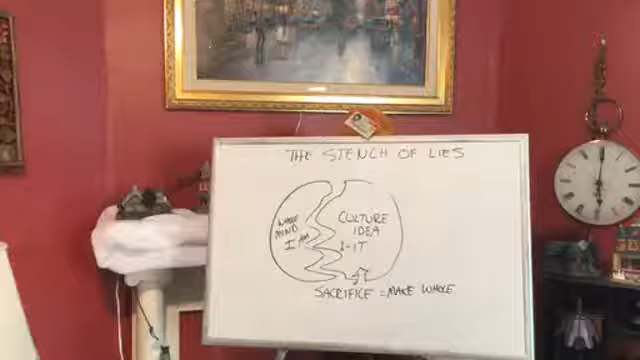 THE STENCH OF LIES
WHOLE
MIND
I AM
CULTURE
IDEA
I-IT
SACRIFICE = MAKE WHOLE